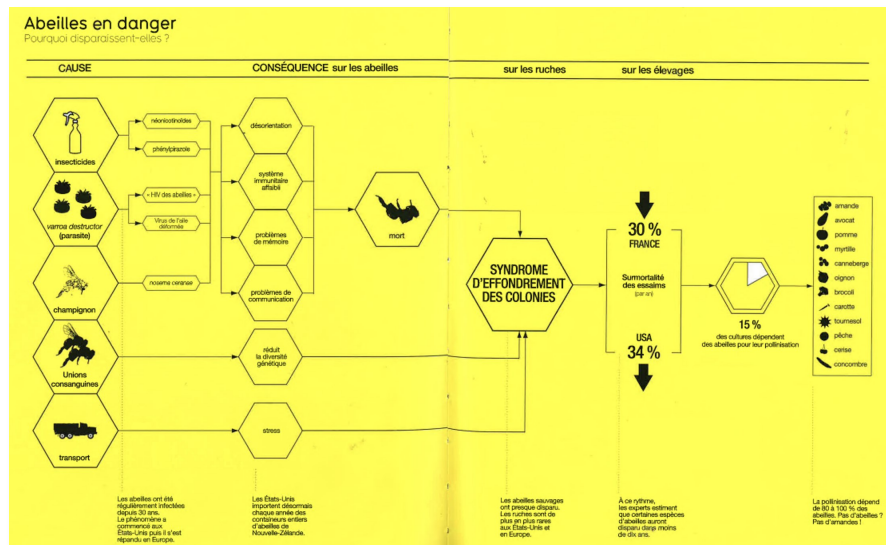 Abeilles en danger
Pourquoi disparaissent-elles ?
CAUSE
CONSÉQUENCE sur les abeilles
sur les ruches
sur les élevages
insecticides
néonicotinoïdes
phénylpirazole
varroa destructor
(parasite)
« HIV des abeilles »
Virus de l'aile
déformée
champignon
nosema ceranae
Unions
consanguines
transport
désorientation
système
immunitaire
affaibli
problèmes
de mémoire
problèmes de
communication
réduit
la diversité
génétique
stress
mort
SYNDROME
D'EFFONDREMENT
DES COLONIES
30 %
FRANCE
Surmortalité
des essaims
(par an)
USA
34 %
15 %
des cultures dépendent
des abeilles pour leur pollinisation
amande
avocat
pomme
myrtille
canneberge
oignon
brocoli
carotte
tournesol
pêche
cerise
concombre
Les abeilles ont été
régulièrement infectées
depuis 30 ans.
Le phénomène a
commencé aux
États-Unis puis il s'est
répandu en Europe.
Les États-Unis
importent désormais
chaque année des
containeurs entiers
d'abeilles de
Nouvelle-Zélande.
Les abeilles sauvages
ont presque disparu.
Les ruches sont de
plus en plus rares
aux États-Unis et
en Europe.
À ce rythme,
les experts estiment
que certaines espèces
d'abeilles auront
disparu dans moins
de dix ans.
La pollinisation dépend
de 80 à 100 % des
abeilles. Pas d'abeilles ?
Pas d'amandes !